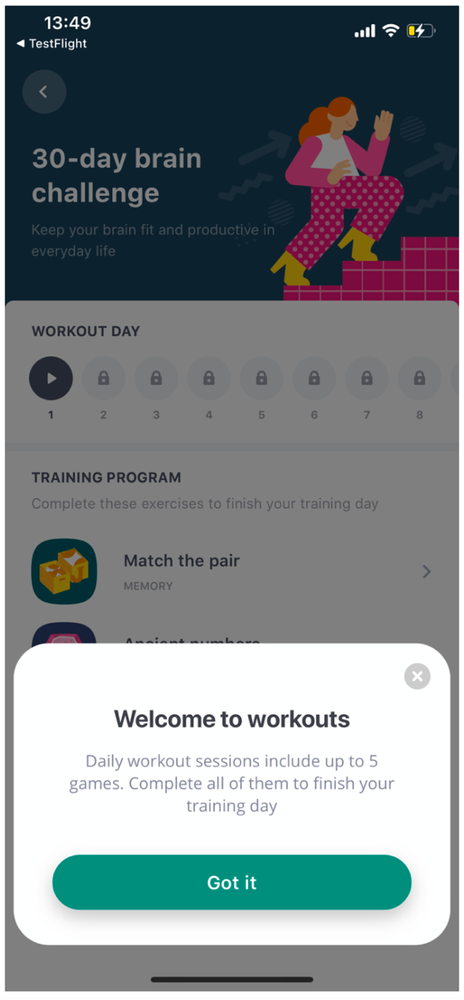 13:49
◀ TestFlight
30-day brain
challenge
Keep your brain fit and productive in
everyday life
WORKOUT DAY
1 2 3 4 5 6 7 8
TRAINING PROGRAM
Complete these exercises to finish your training day
Match the pair
MEMORY
Ancient numbers
Welcome to workouts
Daily workout sessions include up to 5
games. Complete all of them to finish your
training day
Got it